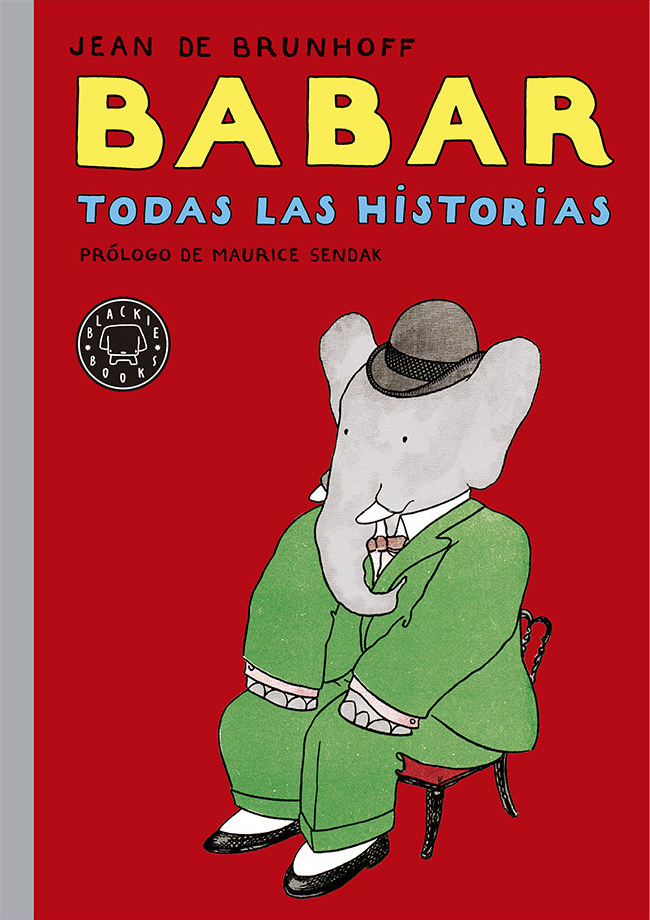 JEAN DE BRUNHOFF
BABAR
TODAS LAS HISTORIAS
PRÓLOGO DE MAURICE SENDAK
BLACKIE
BOOKS